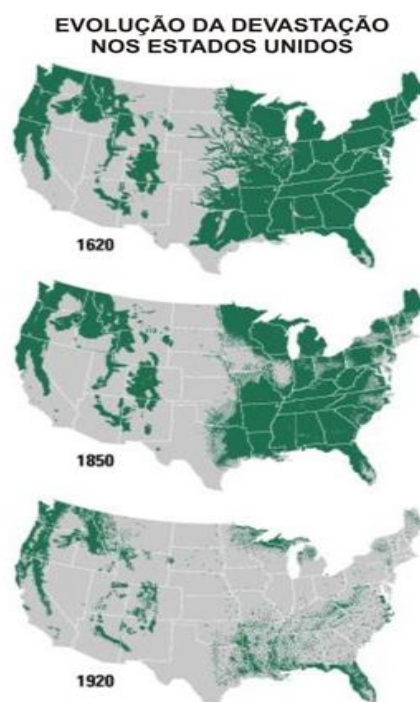 EVOLUÇÃO DA DEVASTAÇÃO
NOS ESTADOS UNIDOS
1620
1850
1920